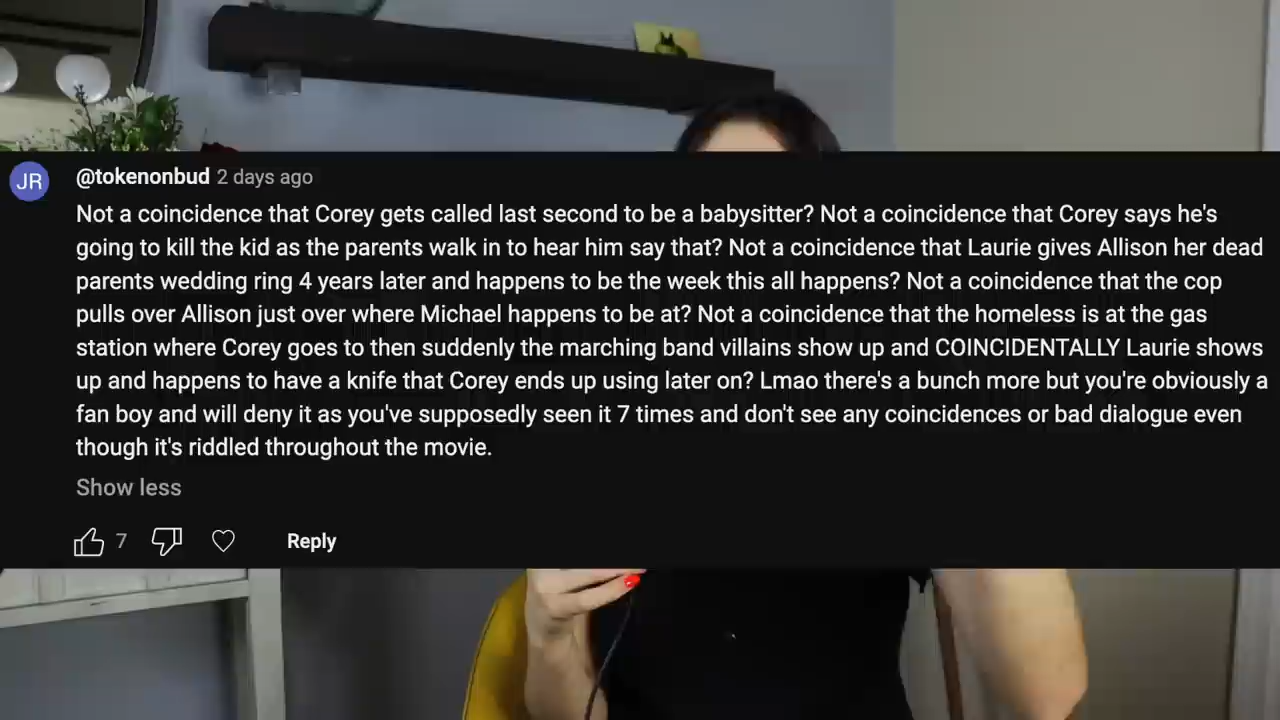 JR
@tokenonbud 2 days ago
Not a coincidence that Corey gets called last second to be a babysitter? Not a coincidence that Corey says he's
going to kill the kid as the parents walk in to hear him say that? Not a coincidence that Laurie gives Allison her dead
parents wedding ring 4 years later and happens to be the week this all happens? Not a coincidence that the cop
pulls over Allison just over where Michael happens to be at? Not a coincidence that the homeless is at the gas
station where Corey goes to then suddenly the marching band villains show up and COINCIDENTALLY Laurie shows
up and happens to have a knife that Corey ends up using later on? Lmao there's a bunch more but you're obviously a
fan boy and will deny it as you've supposedly seen it 7 times and don't see any coincidences or bad dialogue even
though it's riddled throughout the movie.
Show less
7 Reply